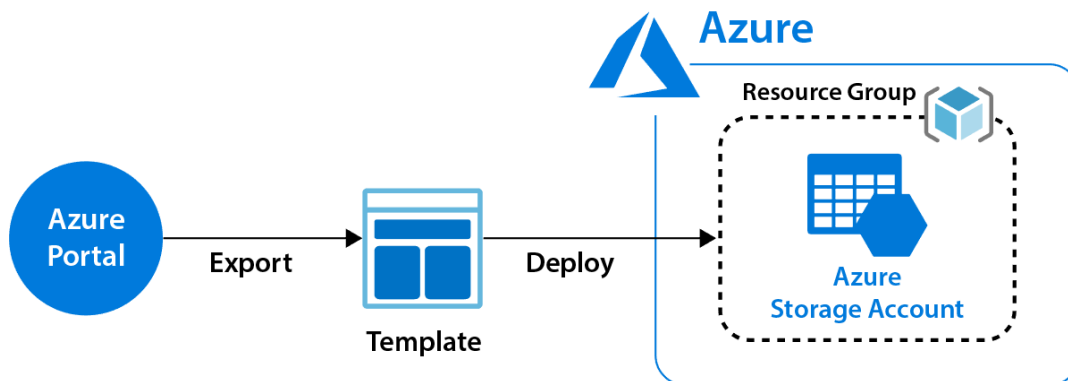 Azure
Resource Group
Azure
Portal
Export
Template
Deploy
Azure
Storage Account